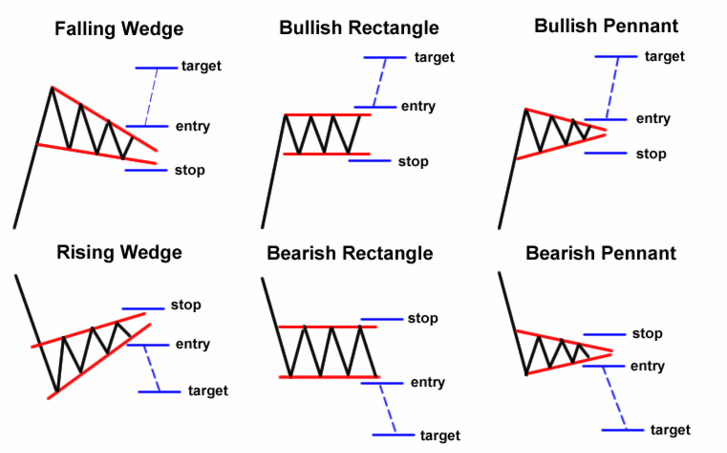 Falling Wedge
target
entry
stop
Bullish Rectangle
target
entry
stop
Bullish Pennant
target
entry
stop
Rising Wedge
stop
entry
target
Bearish Rectangle
stop
entry
target
Bearish Pennant
stop
entry
target